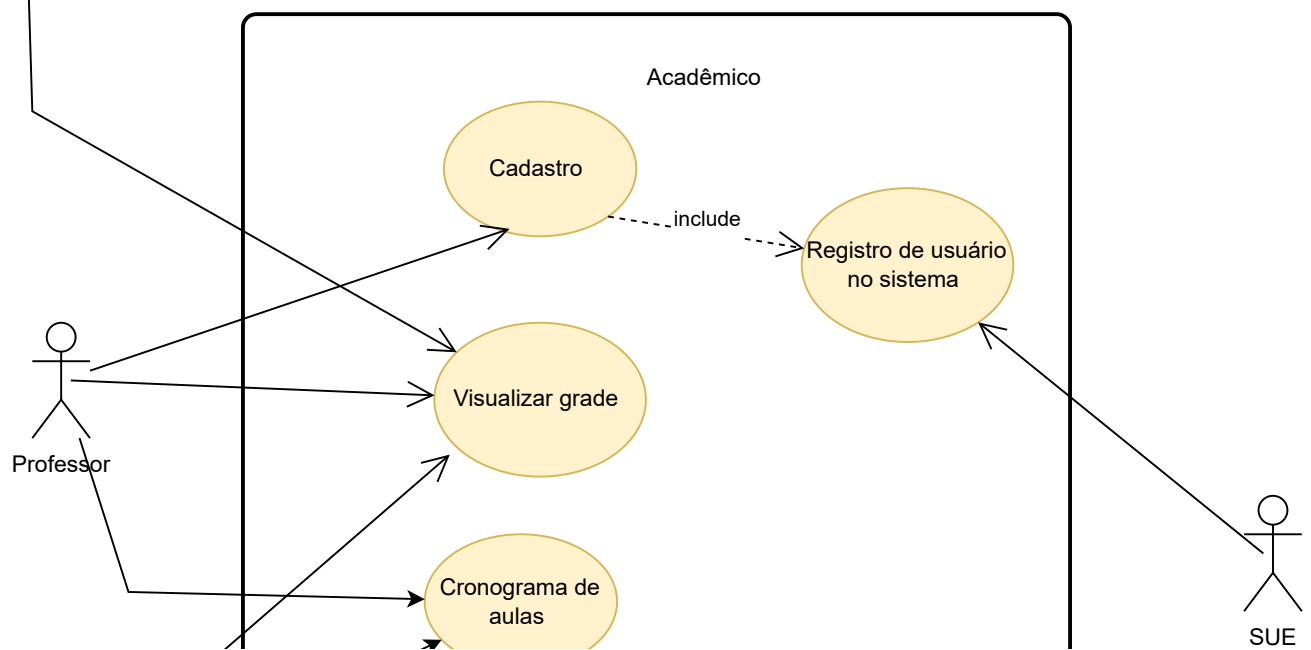 Acadêmico
Cadastro
include
Registro de usuário
no sistema
Visualizar grade
Professor
Cronograma de
aulas
SUE